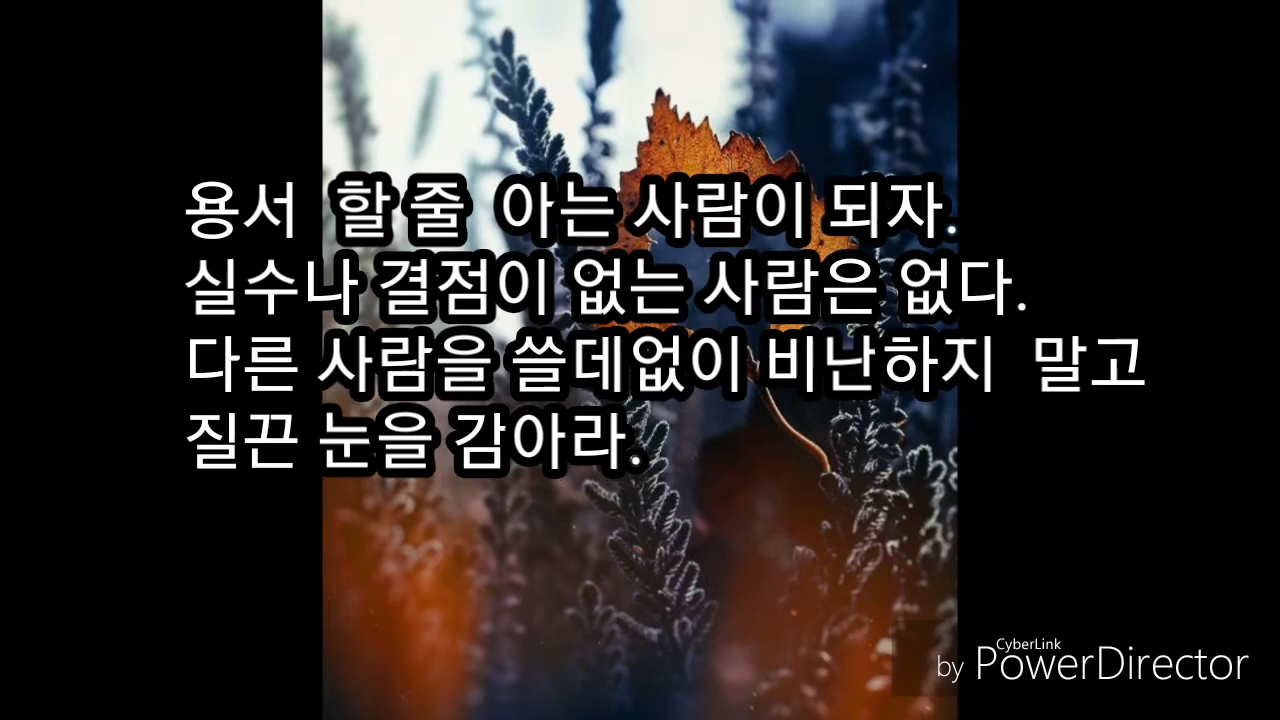 용서 할 줄 아는 사람이 되자.
실수나 결점이 없는 사람은 없다.
다른 사람을 쓸데없이 비난하지 말고
질끈 눈을 감아라.
CyberLink
by PowerDirector